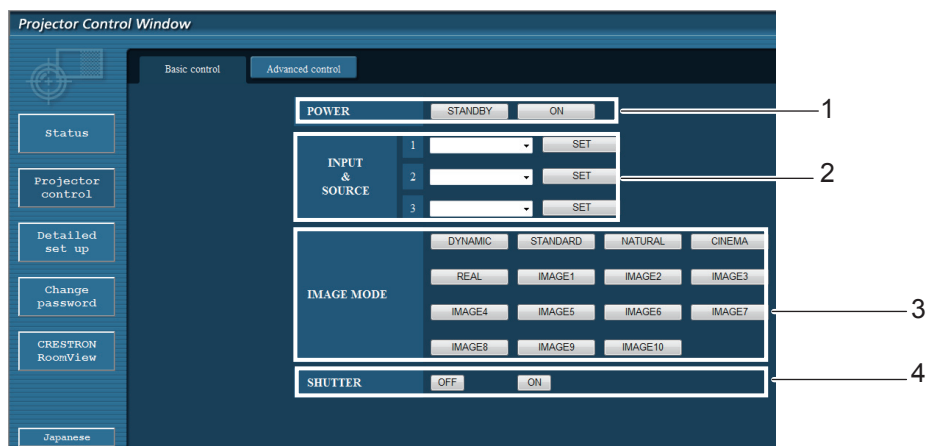 Projector Control Window
Basic control Advanced control
POWER STANDBY ON 1
Status
INPUT
&
SOURCE
1 SET
2 SET
3 SET
2
Projector
control
Detailed
set up
Change
password
CRESTRON
RoomView
IMAGE MODE
DYNAMIC STANDARD NATURAL CINEMA
REAL IMAGE1 IMAGE2 IMAGE3
IMAGE4 IMAGE5 IMAGE6 IMAGE7
IMAGE8 IMAGE9 IMAGE10
3
SHUTTER OFF ON 4
Japanese